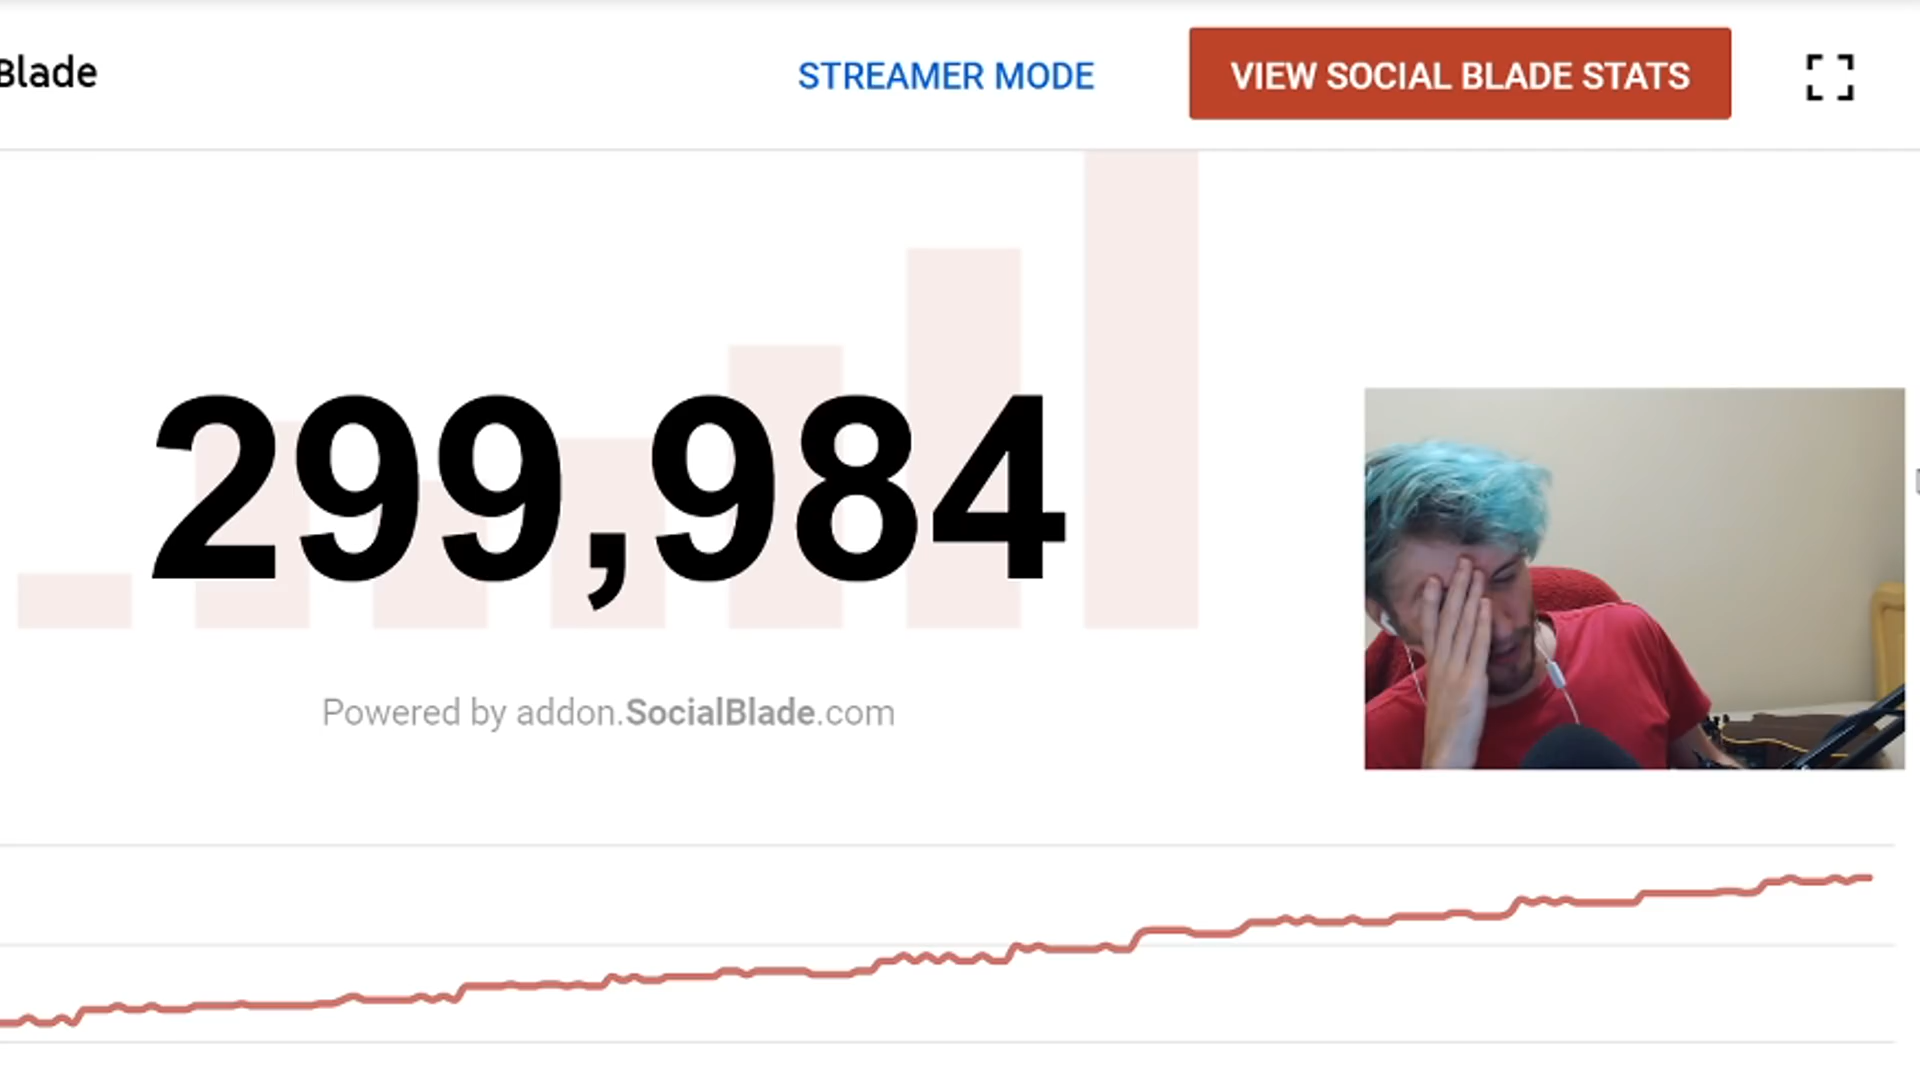 Blade
STREAMER MODE
VIEW SOCIAL BLADE STATS
299,984
Powered by addon.SocialBlade.com